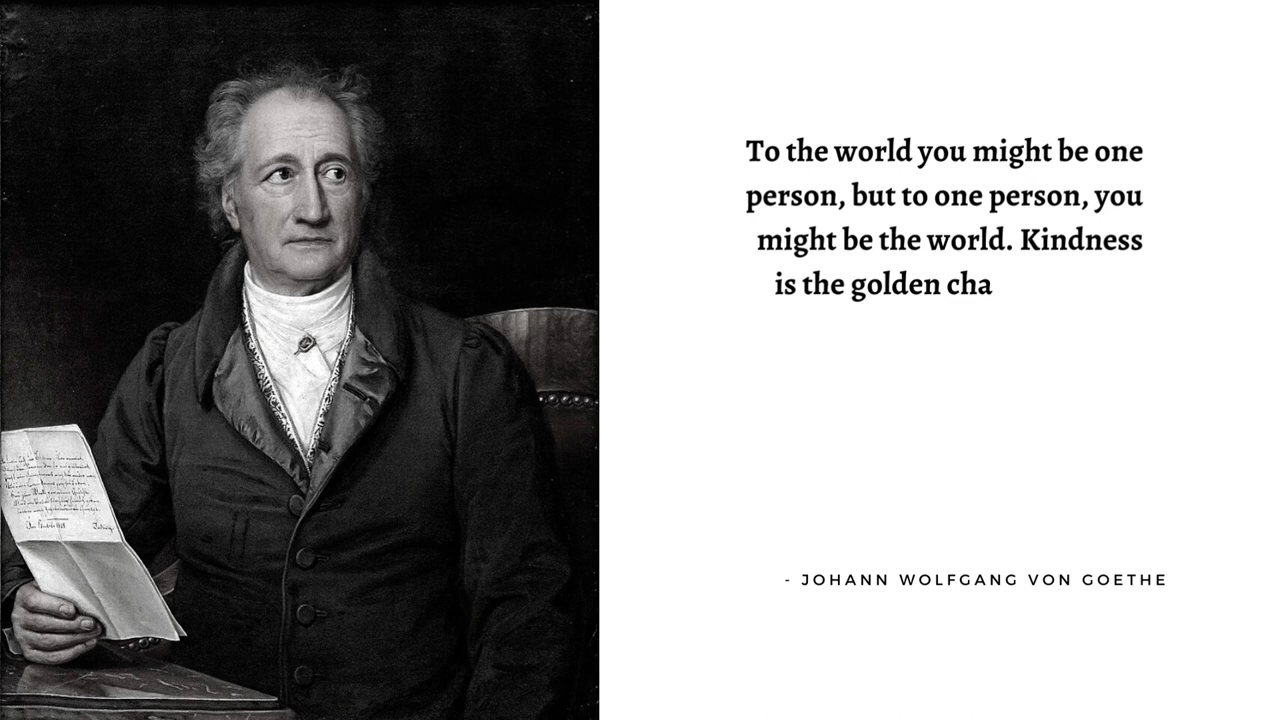 To the world you might be one
person, but to one person, you
might be the world. Kindness
is the golden cha
- JOHANN WOLFGANG VON GOETHE